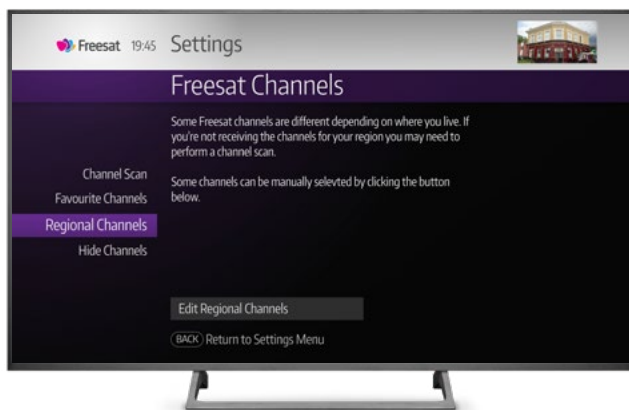 Freesat 19:45 Settings
Freesat Channels
Some Freesat channels are different depending on where you live. If
you're not receiving the channels for your region you may need to
perform a channel scan.
Some channels can be manually selevted by clicking the button
below.
Channel Scan
Favourite Channels
Regional Channels
Hide Channels
Edit Regional Channels
BACK Return to Settings Menu